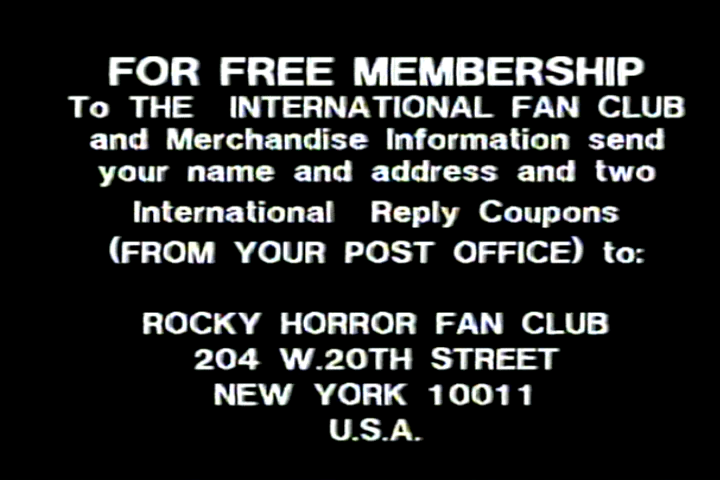 FOR FREE MEMBERSHIP
To THE INTERNATIONAL FAN CLUB
and Merchandise Information send
your name and address and two
International Reply Coupons
(FROM YOUR POST OFFICE) to:
ROCKY HORROR FAN CLUB
204 W.20TH STREET
NEW YORK 10011
U.S.A.